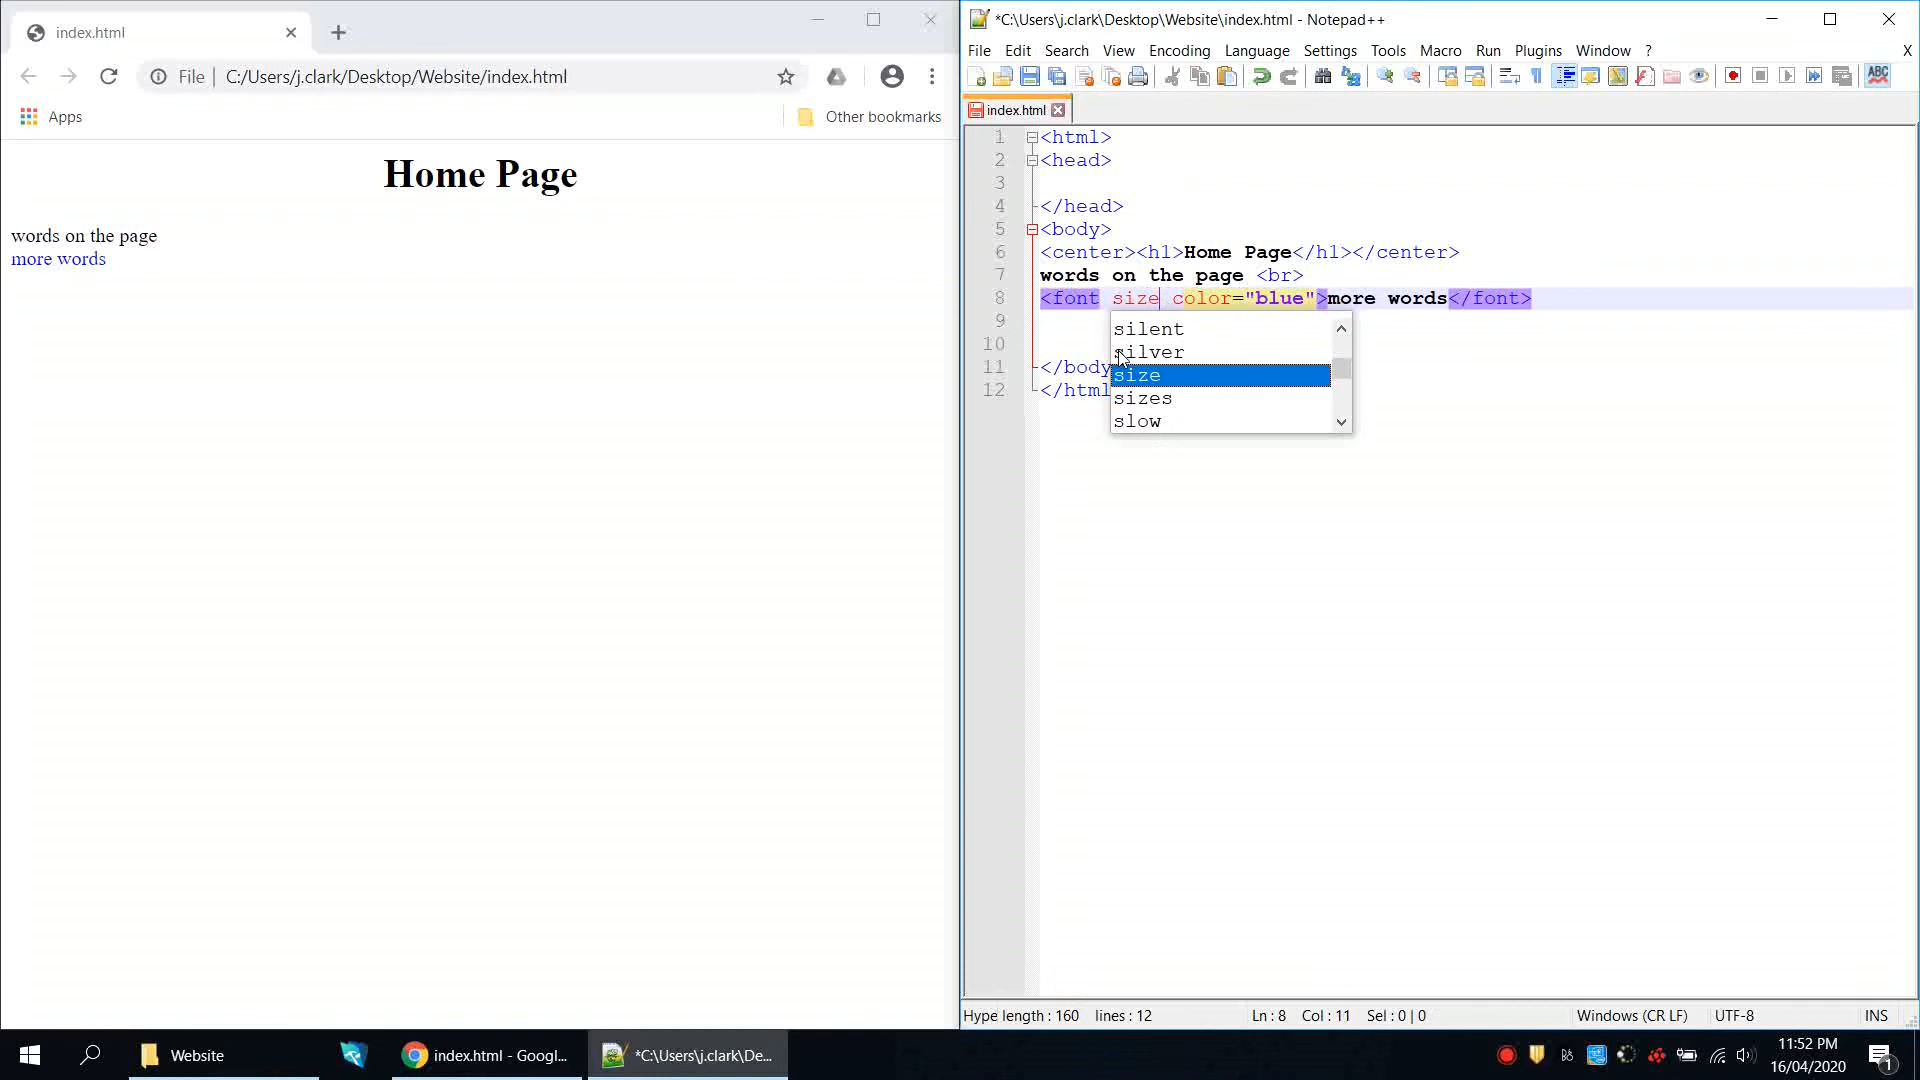 index.html
File
C:/Users/j.clark/Desktop/Website/index.html
Apps
Other bookmarks
Home Page
words on the page
more words
*C:\Users\j.clark\Desktop\Website\index.html - Notepad++
File Edit Search View Encoding Language Settings Tools Macro Run Plugins Window ? X
ABC
index.html
1 <html>
2 <head>
3
4 </head>
5 <body>
6 <center><h1>Home Page</h1></center>
7 words on the page <br>
8 <font size color="blue">more words</font>
9
10
11 </body
12 </html
silent
silver
size
sizes
slow
Hype length : 160 lines : 12 Ln : 8 Col : 11 Sel : 0 | 0 Windows (CR LF) UTF-8 INS
Website
index.html - Googl...
*C:\Users\j.clark\De...
11:52 PM
16/04/2020
1